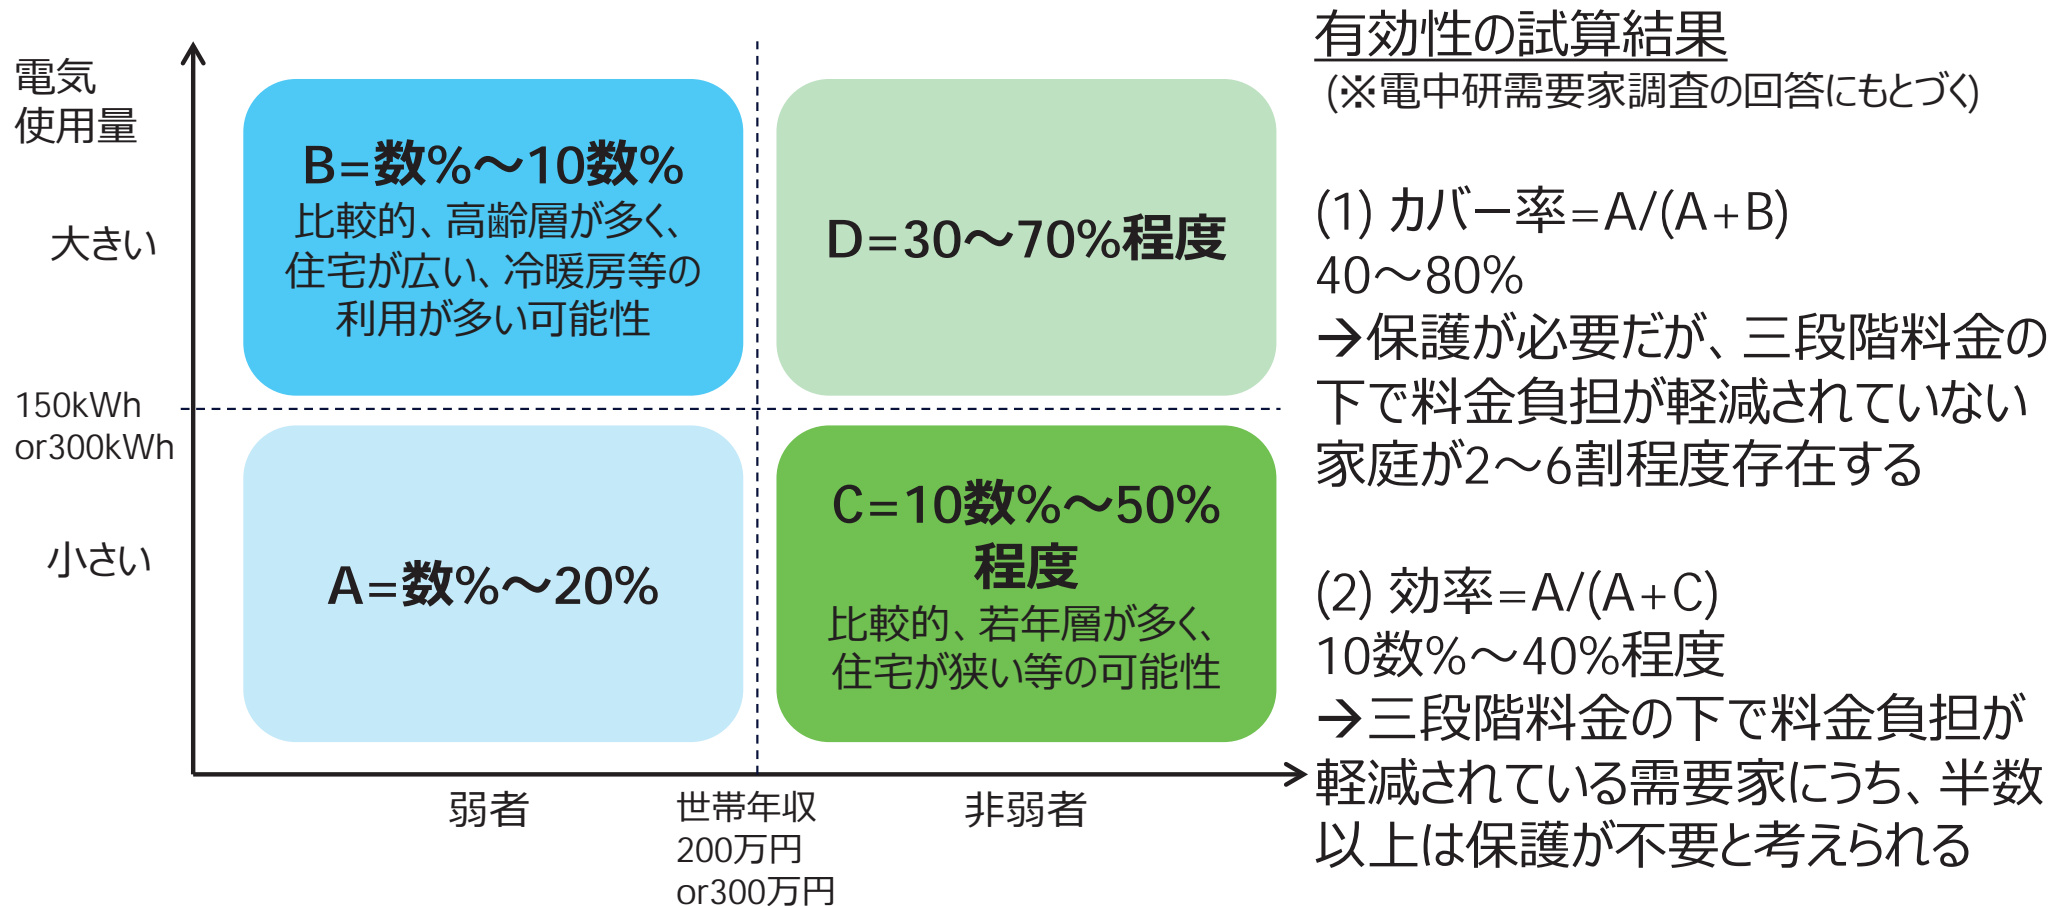 電気
使用量
大きい
150kWh
or300kWh
小さい
B=数%～10数%
比較的、高齢層が多く、
住宅が広い、冷暖房等の
利用が多い可能性
D=30～70%程度
A=数%～20%
C=10数%～50%
程度
比較的、若年層が多く、
住宅が狭い等の可能性
弱者
世帯年収
200万円
or300万円
非弱者
有効性の試算結果
(※電中研需要家調査の回答にもとづく)
(1) カバー率=A/(A+B)
40～80%
→保護が必要だが、三段階料金の
下で料金負担が軽減されていない
家庭が2～6割程度存在する
(2) 効率=A/(A+C)
10数%～40%程度
→三段階料金の下で料金負担が
軽減されている需要家にうち、半数
以上は保護が不要と考えられる